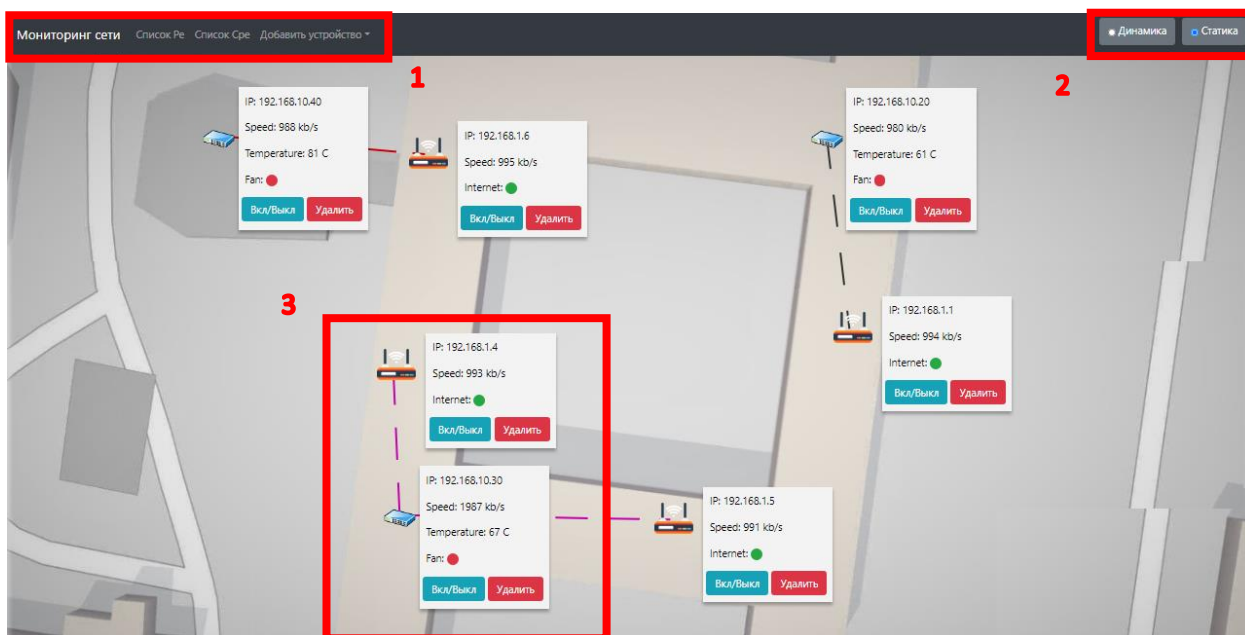 Мониторинг сети Список Ре Список Сре Добавить устройство
Динамика Статика
1
2
IP: 192.168.10.40
Speed: 988 kb/s
Temperature: 81 C
Fan:
Вкл/Выкл Удалить
IP: 192.168.1.6
Speed: 995 kb/s
Internet:
Вкл/Выкл Удалить
IP: 192.168.10.20
Speed: 980 kb/s
Temperature: 61 C
Fan:
Вкл/Выкл Удалить
3
IP: 192.168.1.4
Speed: 993 kb/s
Internet:
Вкл/Выкл Удалить
IP: 192.168.1.1
Speed: 994 kb/s
Internet:
Вкл/Выкл Удалить
IP: 192.168.10.30
Speed: 1987 kb/s
Temperature: 67 C
Fan:
Вкл/Выкл Удалить
IP: 192.168.1.5
Speed: 991 kb/s
Internet:
Вкл/Выкл Удалить